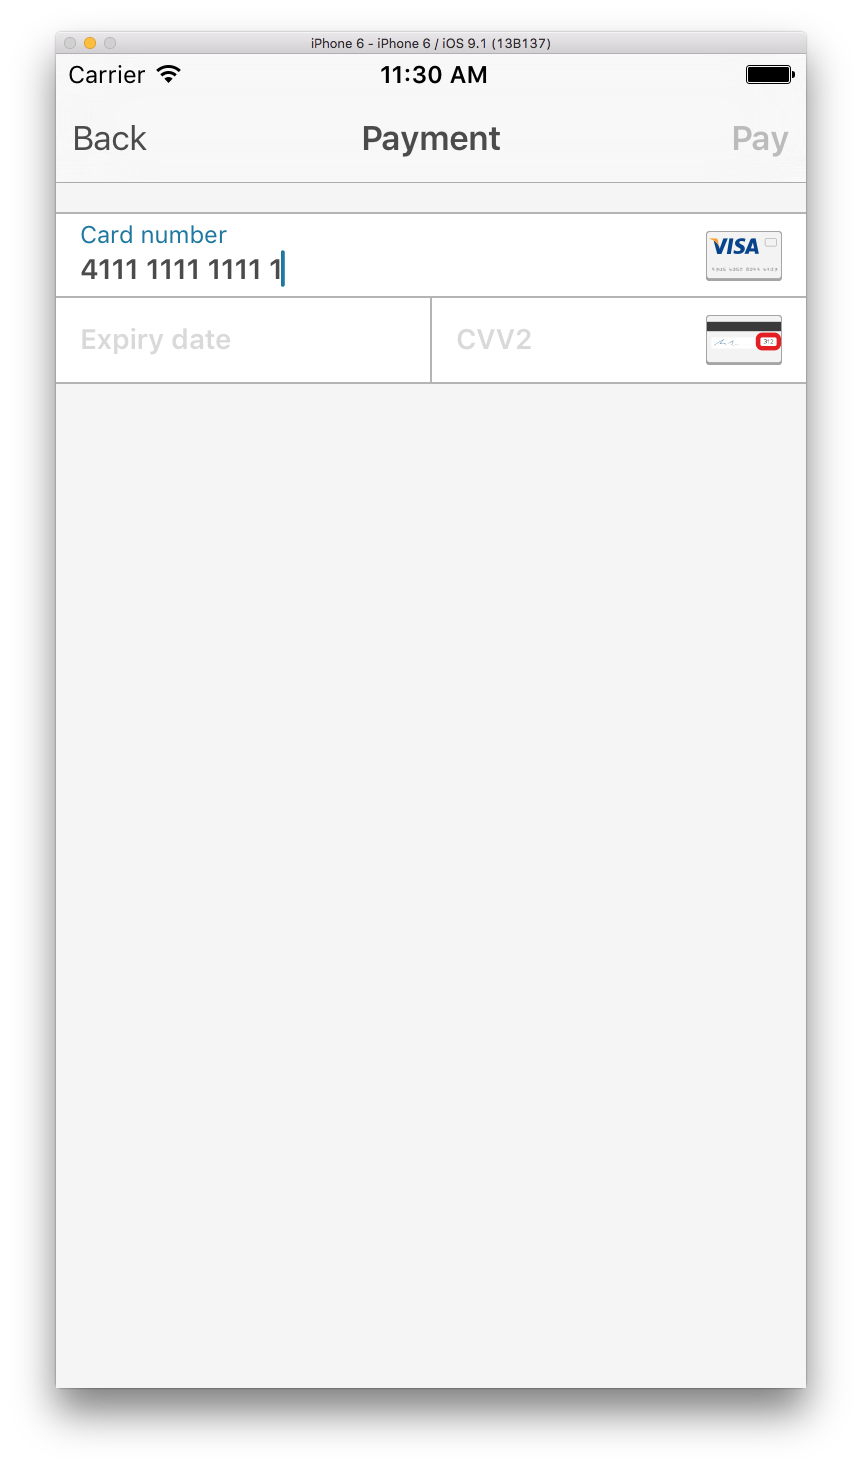 iPhone 6 - iPhone 6 / iOS 9.1 (13B137)
Carrier 11:30 AM
Back Payment Pay
Card number
4111 1111 1111 1
VISA
Expiry date CVV2
312